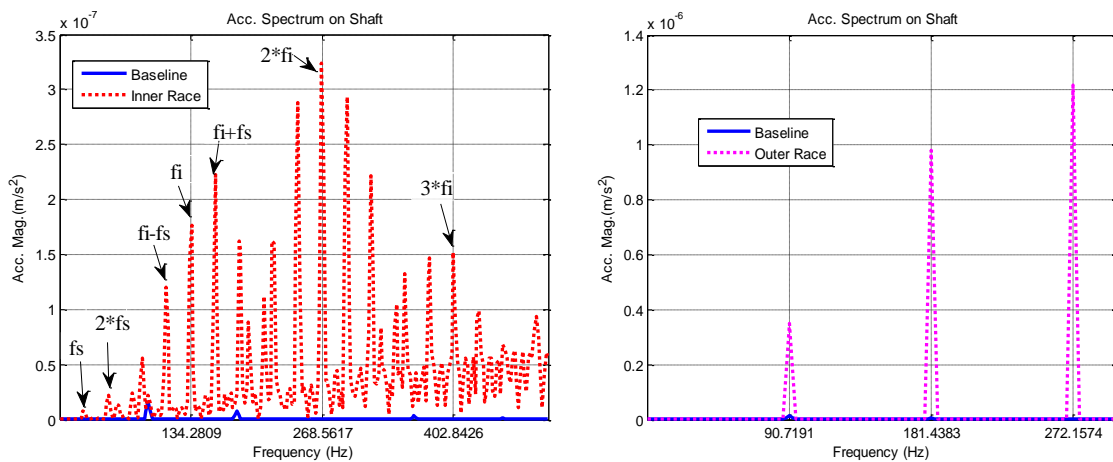 Acc. Spectrum on Shaft
x 10-7
3.5
3
2.5
2
1.5
1
0.5
0
Acc. Mag.(m/s2)
Baseline
Inner Race
2*fi
fi+fs
fi
fi-fs
3*fi
2*fs
fs
134.2809
268.5617
402.8426
Frequency (Hz)
Acc. Spectrum on Shaft
x 10-6
1.4
1.2
1
0.8
0.6
0.4
0.2
0
Acc. Mag.(m/s2)
Baseline
Outer Race
90.7191
181.4383
272.1574
Frequency (Hz)